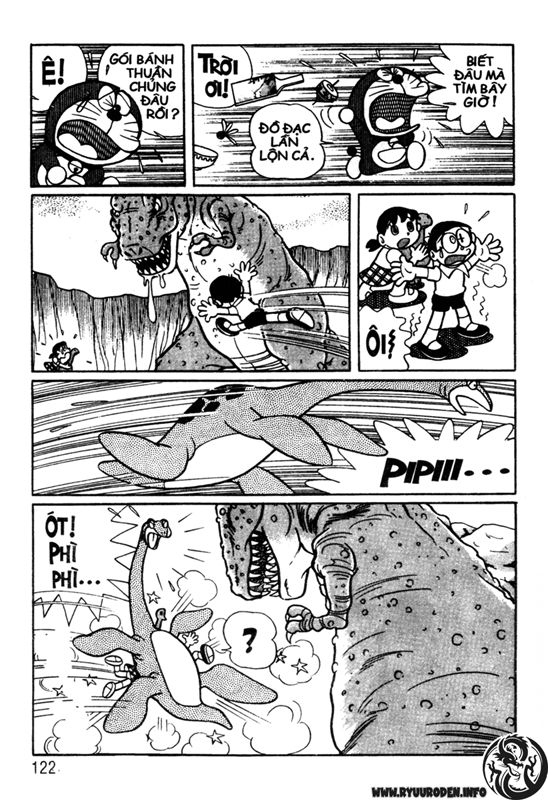 Ê!
GÓI BÁNH
THUẦN
CHỦNG
ĐÂU
RỒI?
TRỜI
ƠI!
ĐỒ ĐẠC
LẪN
LỘN CẢ.
BIẾT
ĐÂU MÀ
TÌM BÂY
GIỜ!
ÔI
PIPIII...
ÓT!
PHÌ
PHÌ...
?
122
WWW.RYUURODEN.INFO